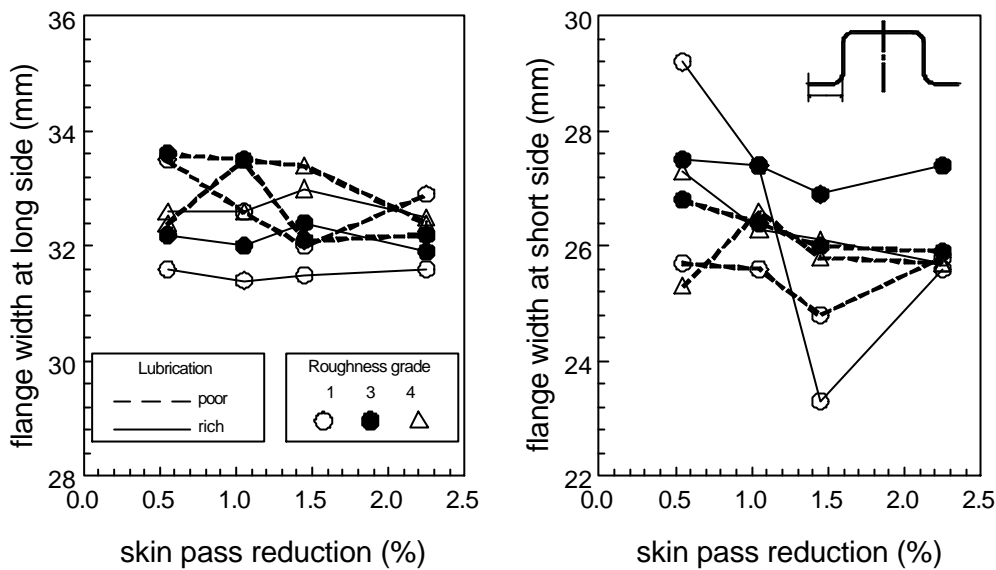 flange width at long side (mm)
36
34
32
30
28
0.0 0.5 1.0 1.5 2.0 2.5
skin pass reduction (%)
Lubrication
poor
rich
Roughness grade
1 3 4
flange width at short side (mm)
30
28
26
24
22
0.0 0.5 1.0 1.5 2.0 2.5
skin pass reduction (%)